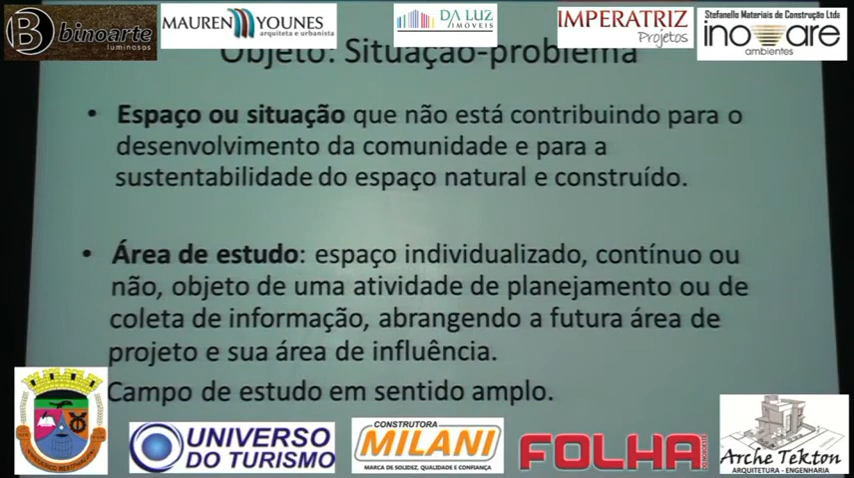 binoarte
luminosos
MAUREN YOUNES
arquiteta e urbanista
DA LUZ
IMÓVEIS
IMPERATRIZ
Projetos
Stefanello Materiais de Construção Ltda
inovare
ambientes
Objeto: Situação-problema
• Espaço ou situação que não está contribuindo para o
desenvolvimento da comunidade e para a
sustentabilidade do espaço natural e construído.
• Área de estudo: espaço individualizado, contínuo ou
não, objeto de uma atividade de planejamento ou de
coleta de informação, abrangendo a futura área de
projeto e sua área de influência.
Campo de estudo em sentido amplo.
UNIVERSO
DO TURISMO
CONSTRUTORA
MILANI
MARCA DE SOLIDEZ, QUALIDADE E CONFIANÇA
FOLHA
Arche Tekton
ARQUITETURA - ENGENHARIA